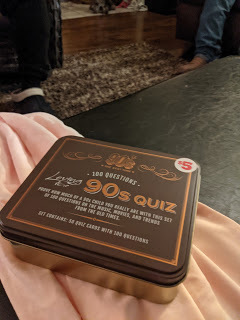 90s
$5
· 100 QUESTIONS ·
90s QUIZ
PROVE HOW MUCH OF A 90s CHILD YOU REALLY ARE WITH THIS SET
OF 100 QUESTIONS ON THE MUSIC, MOVIES, AND TRENDS
FROM THE OLD TIMES.
SET CONTAINS: 50 QUIZ CARDS WITH 100 QUESTIONS